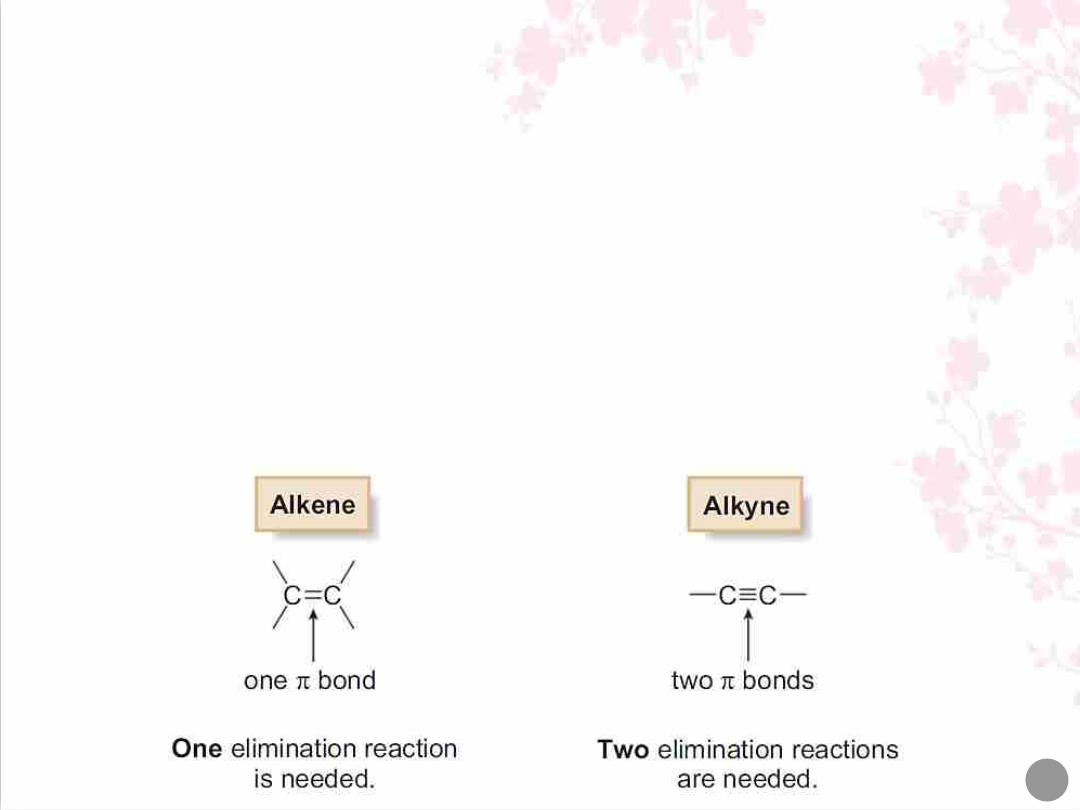 Alkene
Alkyne
C=C
—C≡C—
one π bond
two π bonds
One elimination reaction
is needed.
Two elimination reactions
are needed.